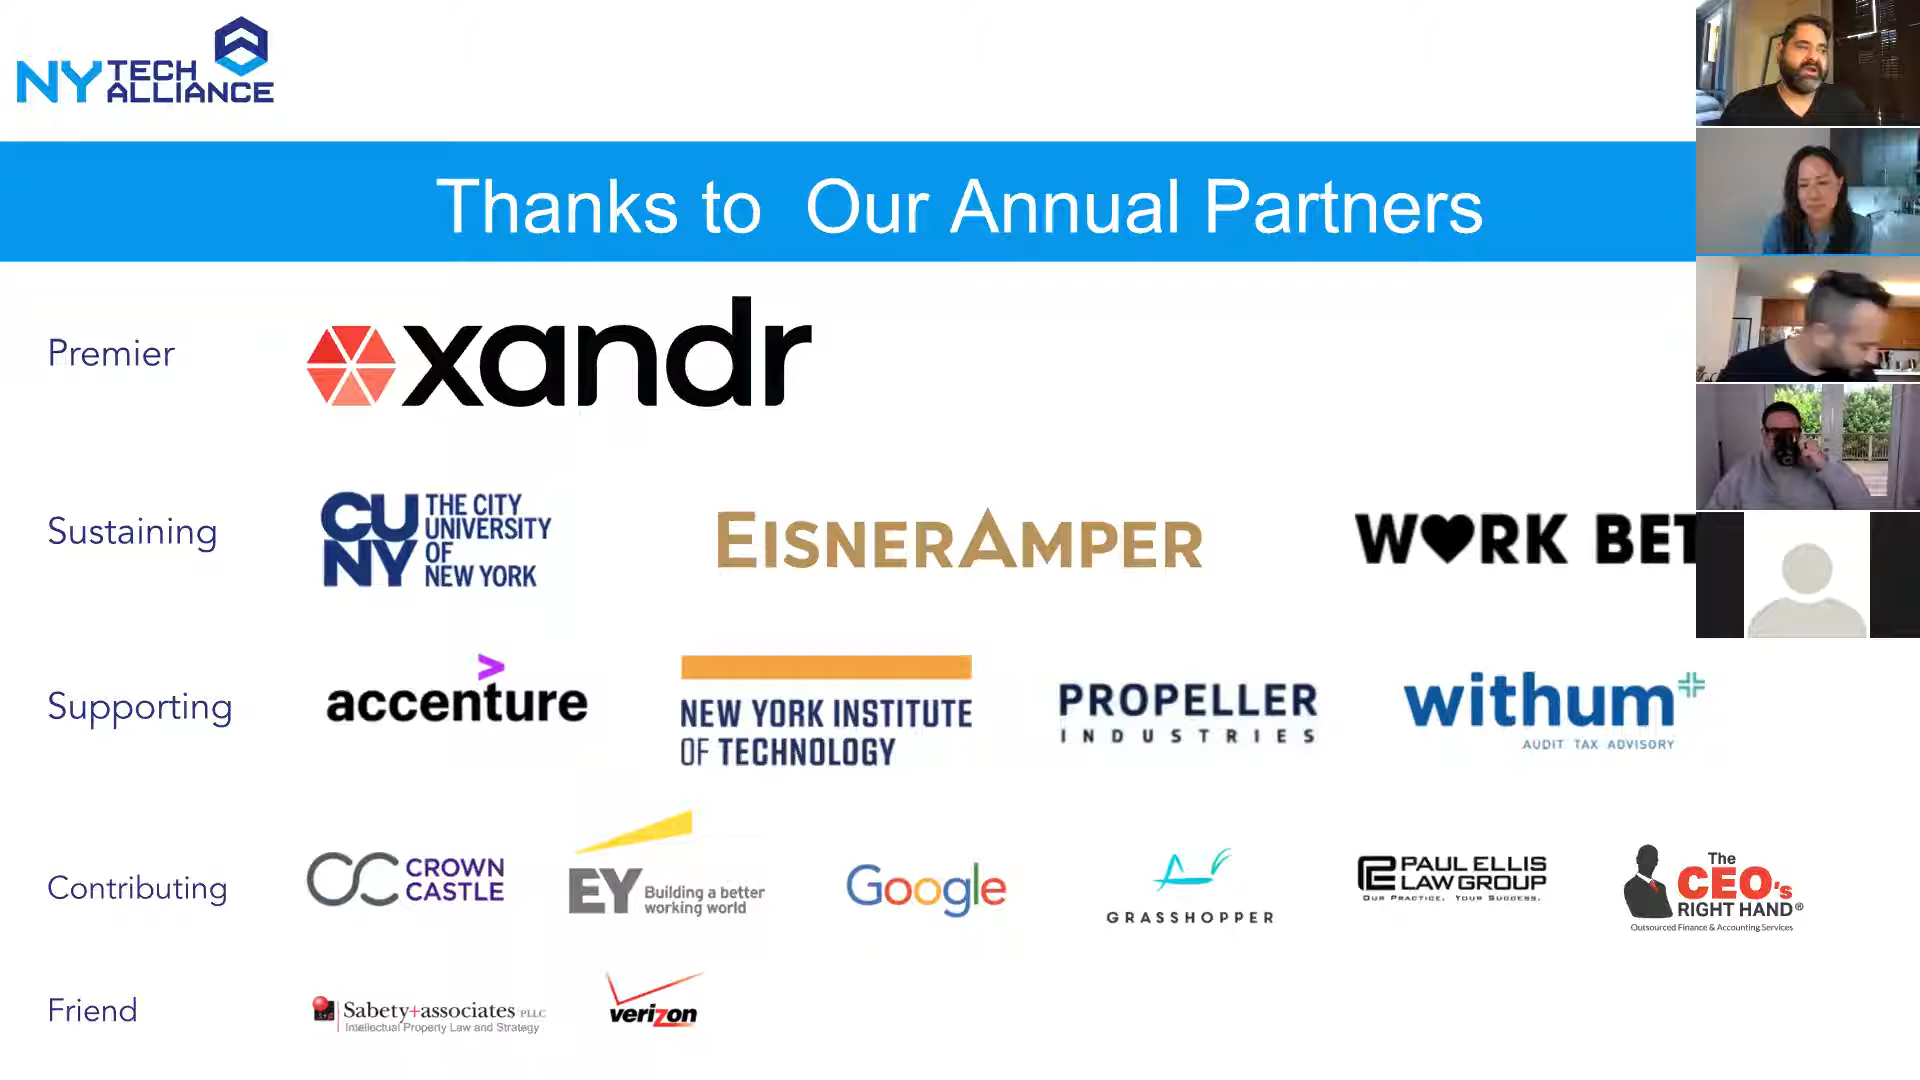 NY TECH
ALLIANCE
Thanks to Our Annual Partners
Premier
xandr
Sustaining
CU
NY
THE CITY
UNIVERSITY
OF
NEW YORK
EISNERAMPER
W♥RK BET
Supporting
accenture
NEW YORK INSTITUTE
OF TECHNOLOGY
PROPELLER
INDUSTRIES
withum
AUDIT TAX ADVISORY
Contributing
CROWN
CASTLE
EY
Building a better
working world
Google
GRASSHOPPER
PAUL ELLIS
LAW GROUP
OUR PRACTICE. YOUR SUCCESS.
The
CEO's
RIGHT HAND®
Outsourced Finance & Accounting Services
Friend
Sabety+associates PLLC
Intellectual Property Law and Strategy
verizon